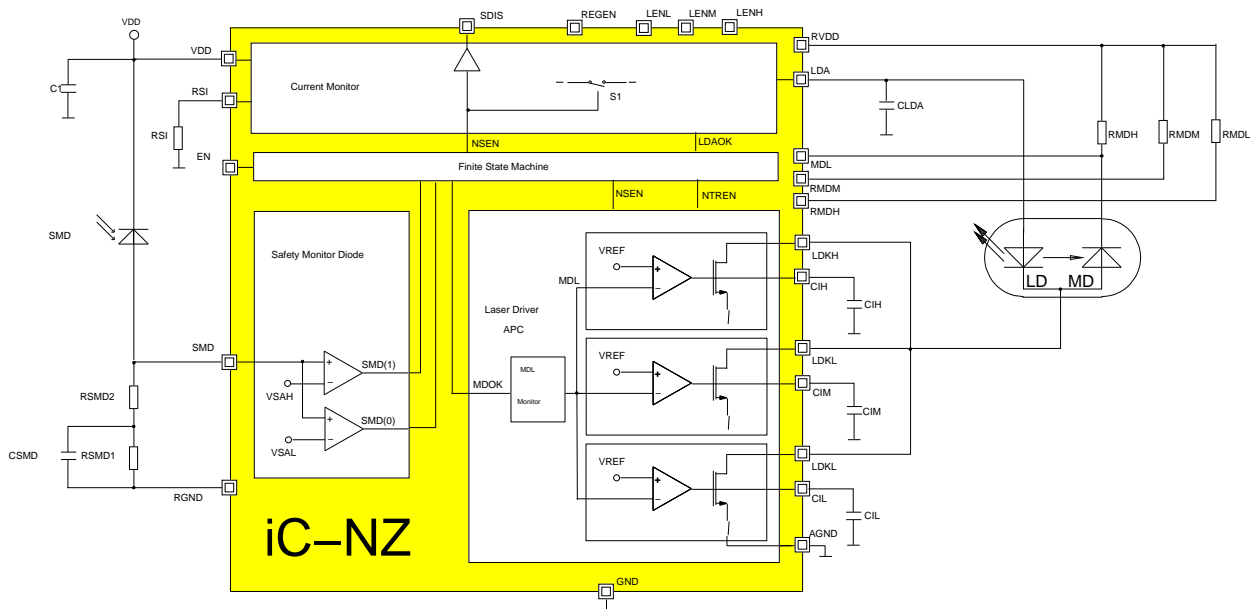 VDD
SDIS
REGEN
LENL
LENM
LENH
VDD
RVDD
LDA
C1
RSI
Current Monitor
S1
CLDA
RSI
RMDH
RMDM
RMDL
NSEN
LDAOK
EN
Finite State Machine
MDL
RMDM
RMDH
NSEN
NTREN
SMD
Safety Monitor Diode
VREF
+
−
MDL
LDKH
CIH
CIH
LD
MD
Laser Driver
APC
SMD
+
−
SMD(1)
VSAH
MDOK
MDL
Monitor
VREF
+
−
LDKL
CIM
CIM
RSMD2
+
−
SMD(0)
VSAL
CSMD
RSMD1
VREF
+
−
LDKL
CIL
CIL
RGND
iC−NZ
AGND
GND